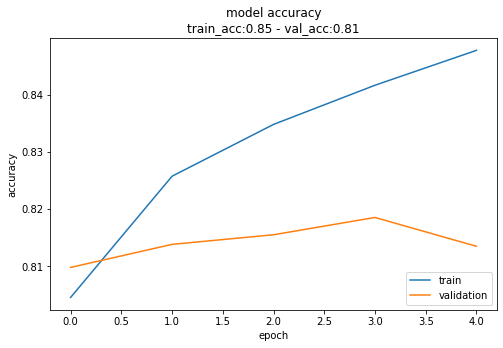 model accuracy
train_acc:0.85 - val_acc:0.81
0.84
0.83
0.82
0.81
accuracy
train
validation
0.0 0.5 1.0 1.5 2.0 2.5 3.0 3.5 4.0
epoch